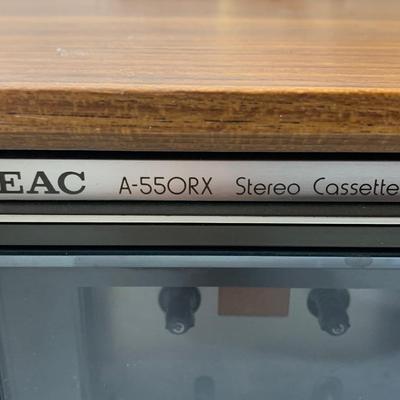 EAC A-550RX Stereo Cassette